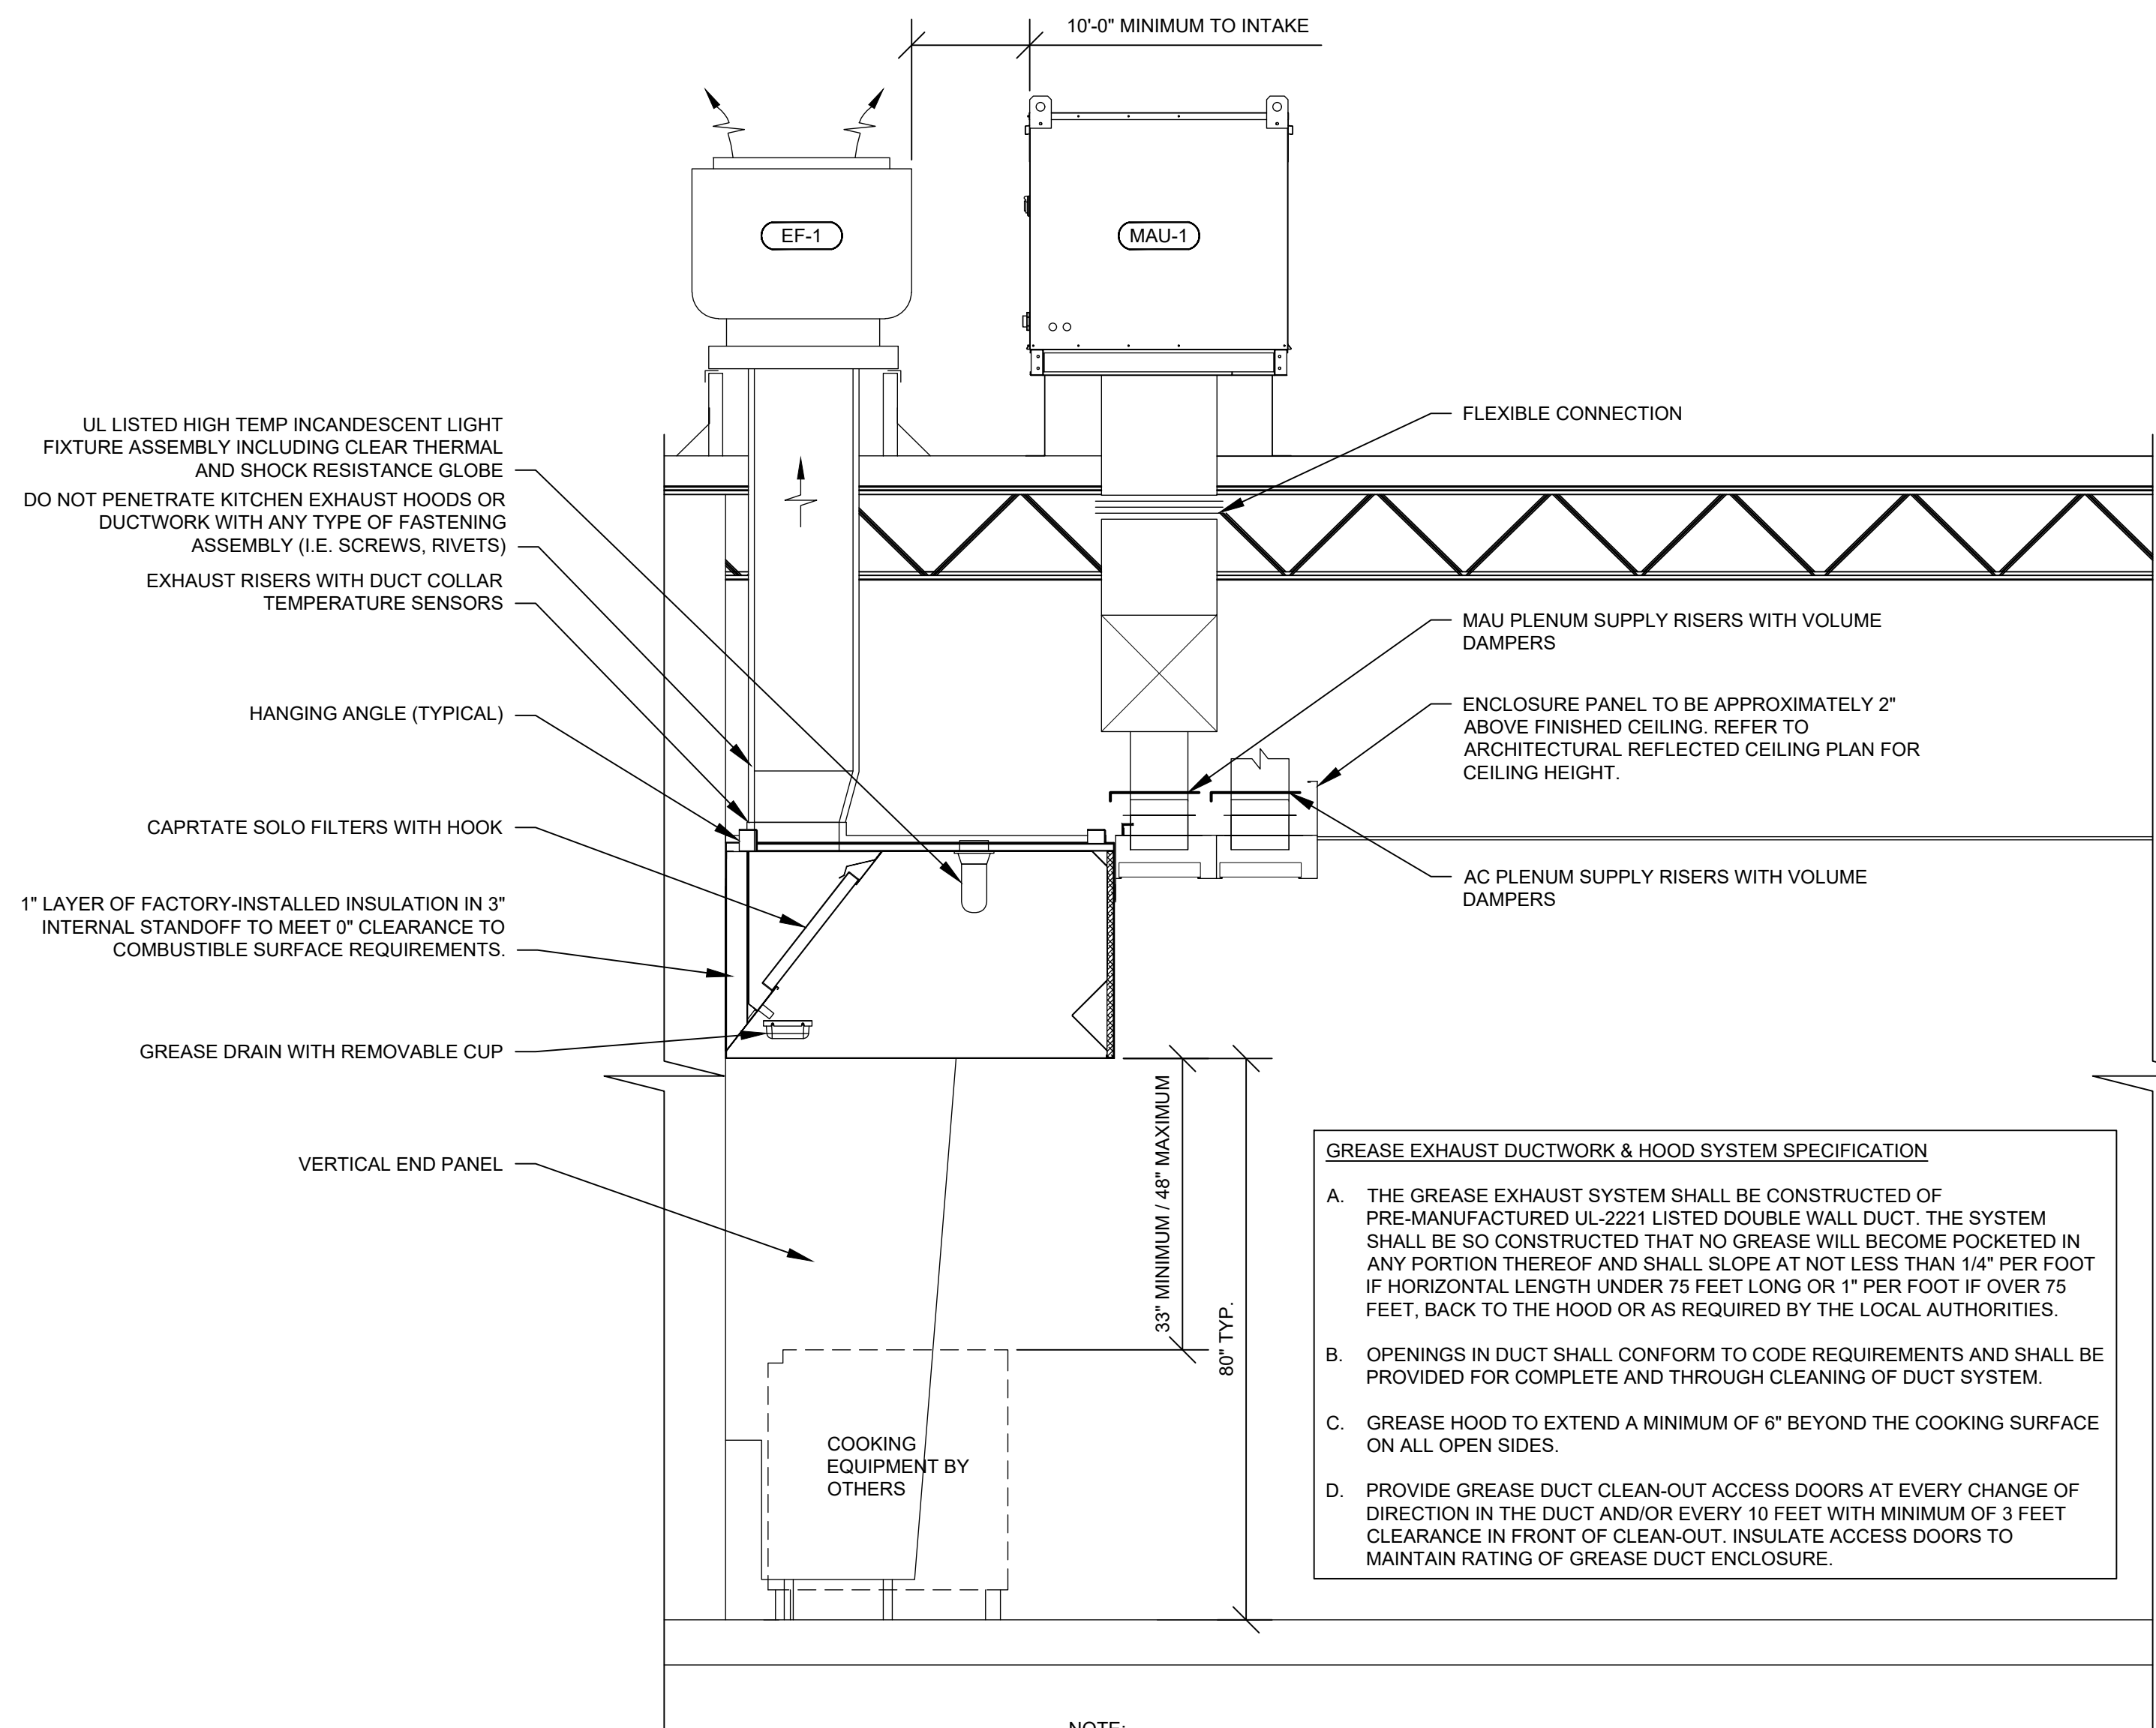 10'-0" MINIMUM TO INTAKE
EF-1
MAU-1
UL LISTED HIGH TEMP INCANDESCENT LIGHT
FIXTURE ASSEMBLY INCLUDING CLEAR THERMAL
AND SHOCK RESISTANCE GLOBE
DO NOT PENETRATE KITCHEN EXHAUST HOODS OR
DUCTWORK WITH ANY TYPE OF FASTENING
ASSEMBLY (I.E. SCREWS, RIVETS)
EXHAUST RISERS WITH DUCT COLLAR
TEMPERATURE SENSORS
HANGING ANGLE (TYPICAL)
CAPRTATE SOLO FILTERS WITH HOOK
1" LAYER OF FACTORY-INSTALLED INSULATION IN 3"
INTERNAL STANDOFF TO MEET 0" CLEARANCE TO
COMBUSTIBLE SURFACE REQUIREMENTS.
GREASE DRAIN WITH REMOVABLE CUP
VERTICAL END PANEL
FLEXIBLE CONNECTION
MAU PLENUM SUPPLY RISERS WITH VOLUME
DAMPERS
ENCLOSURE PANEL TO BE APPROXIMATELY 2"
ABOVE FINISHED CEILING. REFER TO
ARCHITECTURAL REFLECTED CEILING PLAN FOR
CEILING HEIGHT.
AC PLENUM SUPPLY RISERS WITH VOLUME
DAMPERS
33" MINIMUM / 48" MAXIMUM
80" TYP.
COOKING
EQUIPMENT BY
OTHERS
GREASE EXHAUST DUCTWORK & HOOD SYSTEM SPECIFICATION
A. THE GREASE EXHAUST SYSTEM SHALL BE CONSTRUCTED OF
PRE-MANUFACTURED UL-2221 LISTED DOUBLE WALL DUCT. THE SYSTEM
SHALL BE SO CONSTRUCTED THAT NO GREASE WILL BECOME POCKETED IN
ANY PORTION THEREOF AND SHALL SLOPE AT NOT LESS THAN 1/4" PER FOOT
IF HORIZONTAL LENGTH UNDER 75 FEET LONG OR 1" PER FOOT IF OVER 75
FEET, BACK TO THE HOOD OR AS REQUIRED BY THE LOCAL AUTHORITIES.
B. OPENINGS IN DUCT SHALL CONFORM TO CODE REQUIREMENTS AND SHALL BE
PROVIDED FOR COMPLETE AND THROUGH CLEANING OF DUCT SYSTEM.
C. GREASE HOOD TO EXTEND A MINIMUM OF 6" BEYOND THE COOKING SURFACE
ON ALL OPEN SIDES.
D. PROVIDE GREASE DUCT CLEAN-OUT ACCESS DOORS AT EVERY CHANGE OF
DIRECTION IN THE DUCT AND/OR EVERY 10 FEET WITH MINIMUM OF 3 FEET
CLEARANCE IN FRONT OF CLEAN-OUT. INSULATE ACCESS DOORS TO
MAINTAIN RATING OF GREASE DUCT ENCLOSURE.
NOTE: